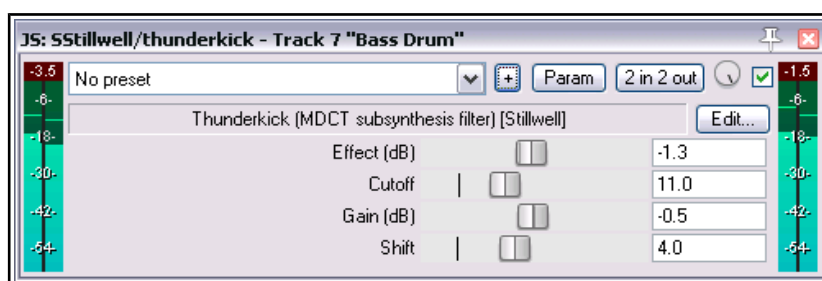 JS: SStillwell/thunderkick - Track 7 "Bass Drum"
-3.5 No preset + Param 2 in 2 out -1.5
-6- -6-
Thunderkick (MDCT subsynthesis filter) [Stillwell] Edit...
-18- -18-
Effect (dB) -1.3
-30- Cutoff 11.0 -30-
-42- Gain (dB) -0.5 -42-
-54- Shift 4.0 -54-